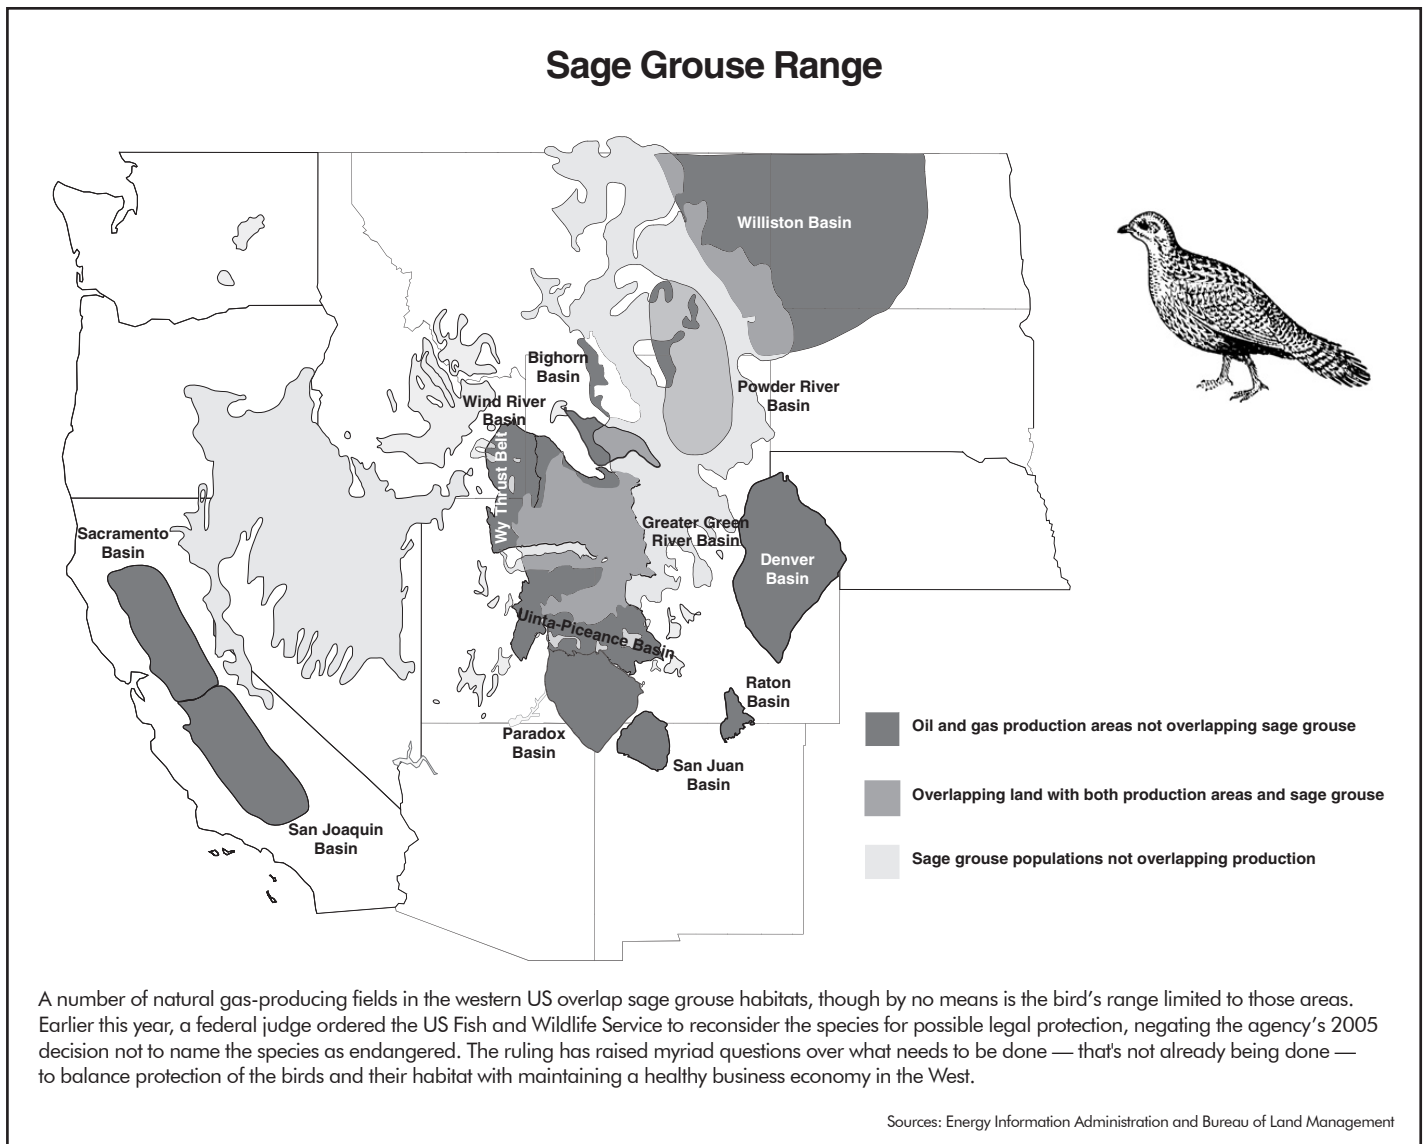 Sage Grouse Range
Williston Basin
Bighorn
Basin
Powder River
Basin
Wind River
Basin
Wy Thrust Belt
Sacramento
Basin
Greater Green
River Basin
Denver
Basin
Uinta-Piceance Basin
Raton
Basin
Paradox
Basin
San Juan
Basin
San Joaquin
Basin
Oil and gas production areas not overlapping sage grouse
Overlapping land with both production areas and sage grouse
Sage grouse populations not overlapping production
A number of natural gas-producing fields in the western US overlap sage grouse habitats, though by no means is the bird’s range limited to those areas.
Earlier this year, a federal judge ordered the US Fish and Wildlife Service to reconsider the species for possible legal protection, negating the agency’s 2005
decision not to name the species as endangered. The ruling has raised myriad questions over what needs to be done — that's not already being done —
to balance protection of the birds and their habitat with maintaining a healthy business economy in the West.
Sources: Energy Information Administration and Bureau of Land Management